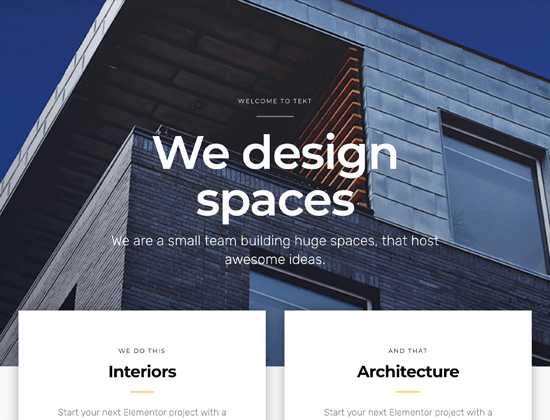 WELCOME TO TEKT
We design
spaces
We are a small team building huge spaces, that host
awesome ideas.
WE DO THIS
Interiors
Start your next Elementor project with a
AND THAT
Architecture
Start your next Elementor project with a